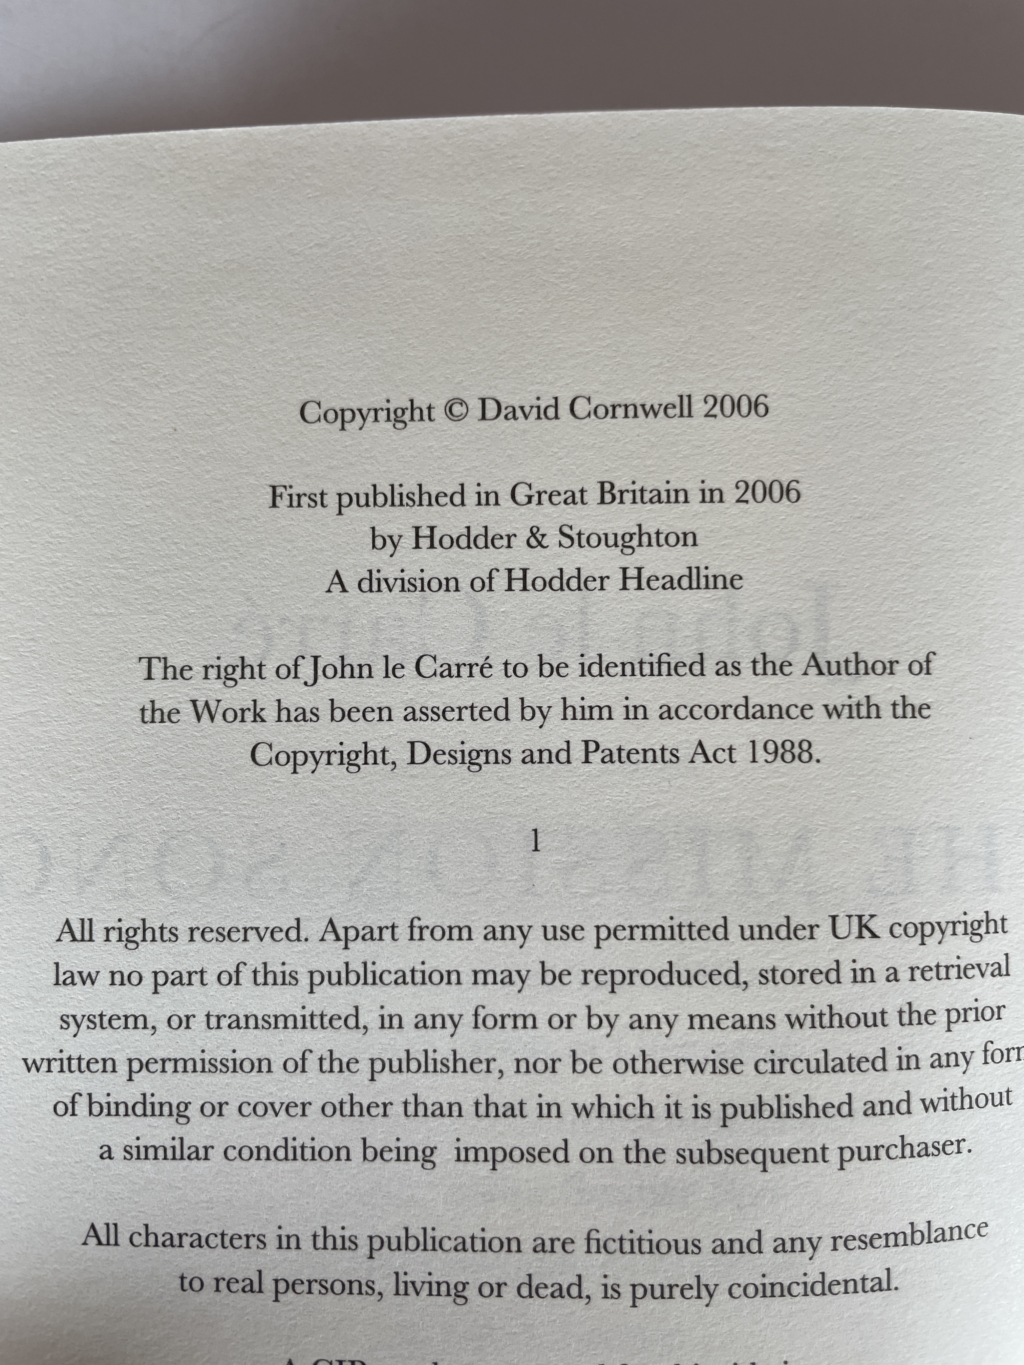 Copyright © David Cornwell 2006
First published in Great Britain in 2006
by Hodder & Stoughton
A division of Hodder Headline
The right of John le Carré to be identified as the Author of
the Work has been asserted by him in accordance with the
Copyright, Designs and Patents Act 1988.
1
All rights reserved. Apart from any use permitted under UK copyright
law no part of this publication may be reproduced, stored in a retrieval
system, or transmitted, in any form or by any means without the prior
written permission of the publisher, nor be otherwise circulated in any for
of binding or cover other than that in which it is published and without
a similar condition being imposed on the subsequent purchaser.
All characters in this publication are fictitious and any resemblance
to real persons, living or dead, is purely coincidental.
A CIP